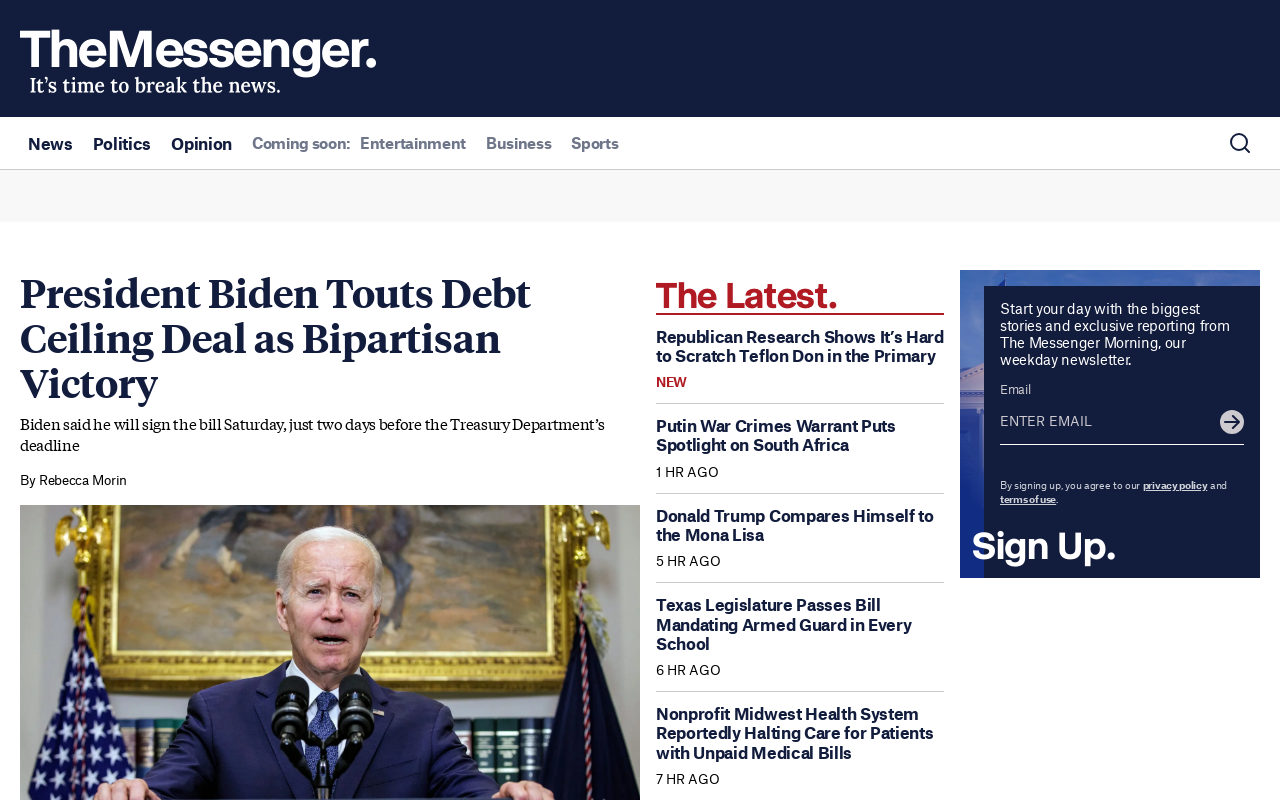 TheMessenger.
It's time to break the news.
News Politics Opinion Coming soon: Entertainment Business Sports
President Biden Touts Debt
Ceiling Deal as Bipartisan
Victory
Biden said he will sign the bill Saturday, just two days before the Treasury Department’s
deadline
By Rebecca Morin
The Latest.
Republican Research Shows It’s Hard
to Scratch Teflon Don in the Primary
NEW
Putin War Crimes Warrant Puts
Spotlight on South Africa
1 HR AGO
Donald Trump Compares Himself to
the Mona Lisa
5 HR AGO
Texas Legislature Passes Bill
Mandating Armed Guard in Every
School
6 HR AGO
Nonprofit Midwest Health System
Reportedly Halting Care for Patients
with Unpaid Medical Bills
7 HR AGO
Start your day with the biggest
stories and exclusive reporting from
The Messenger Morning, our
weekday newsletter.
Email
ENTER EMAIL
By signing up, you agree to our privacy policy and
terms of use.
Sign Up.